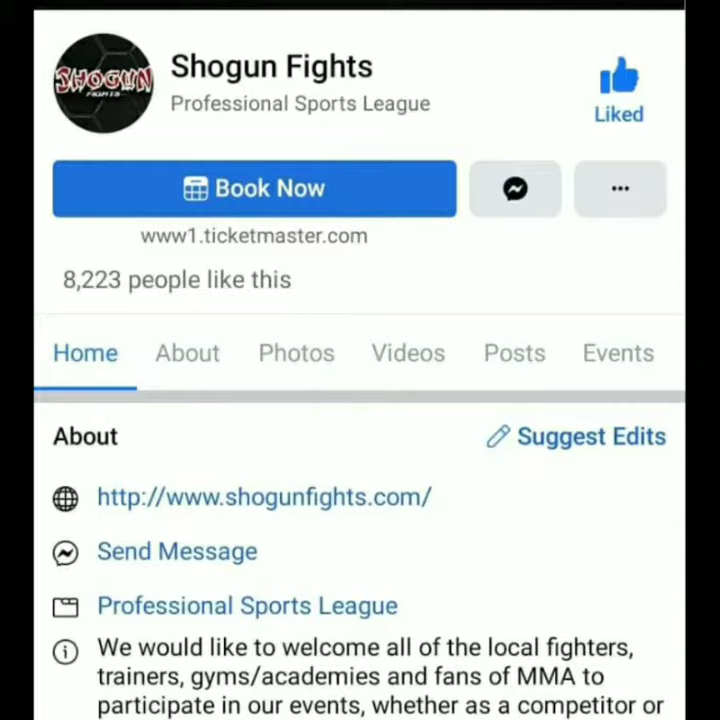 SHOGUN
FIGHTS
Shogun Fights
Professional Sports League
Liked
Book Now
www1.ticketmaster.com
8,223 people like this
Home About Photos Videos Posts Events
About
Suggest Edits
http://www.shogunfights.com/
Send Message
Professional Sports League
We would like to welcome all of the local fighters,
trainers, gyms/academies and fans of MMA to
participate in our events, whether as a competitor or